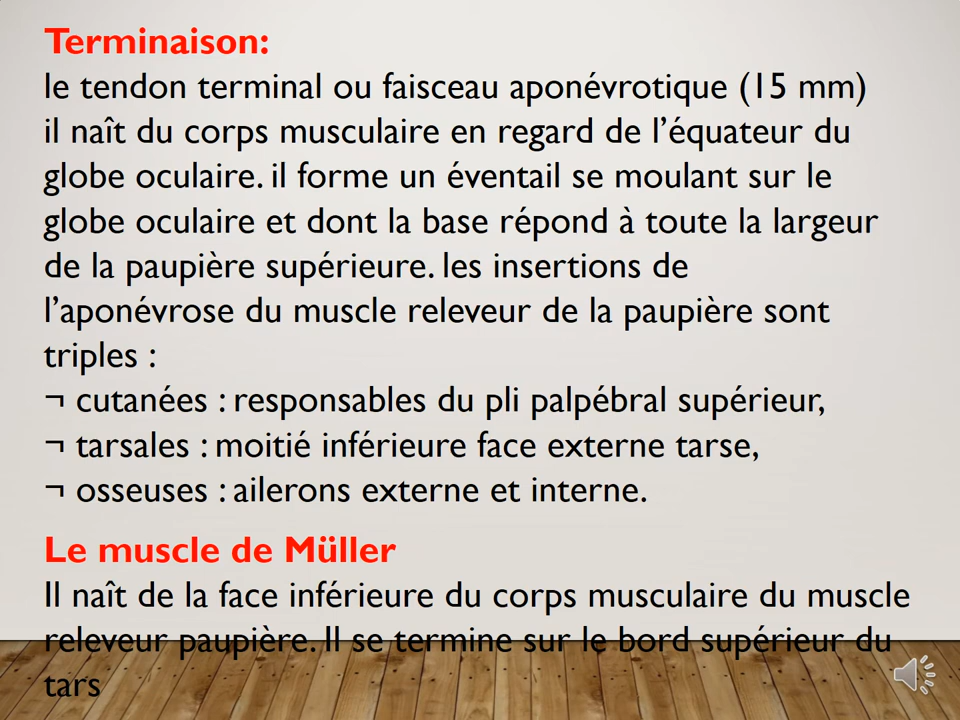 Terminaison:
le tendon terminal ou faisceau aponévrotique (15 mm)
il naît du corps musculaire en regard de l’équateur du
globe oculaire. il forme un éventail se moulant sur le
globe oculaire et dont la base répond à toute la largeur
de la paupière supérieure. les insertions de
l’aponévrose du muscle releveur de la paupière sont
triples :
¬ cutanées : responsables du pli palpébral supérieur,
¬ tarsales : moitié inférieure face externe tarse,
¬ osseuses : ailerons externe et interne.
Le muscle de Müller
Il naît de la face inférieure du corps musculaire du muscle
releveur paupière. Il se termine sur le bord supérieur du
tars